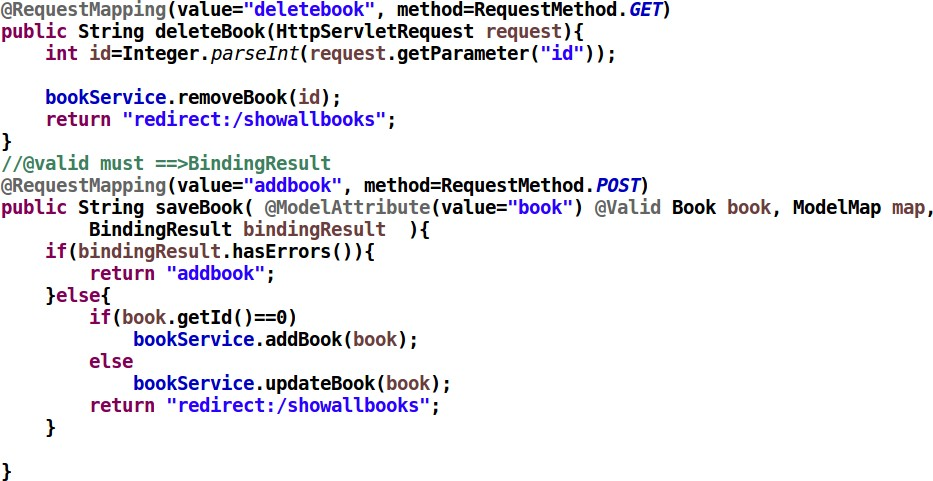 @RequestMapping(value="deletebook", method=RequestMethod.GET)
public String deleteBook(HttpServletRequest request){
    int id=Integer.parseInt(request.getParameter("id"));

    bookService.removeBook(id);
    return "redirect:/showallbooks";
}
//@valid must ==>BindingResult
@RequestMapping(value="addbook", method=RequestMethod.POST)
public String saveBook( @ModelAttribute(value="book") @Valid Book book, ModelMap map,
        BindingResult bindingResult  ){
    if(bindingResult.hasErrors()){
        return "addbook";
    }else{
        if(book.getId()==0)
            bookService.addBook(book);
        else
            bookService.updateBook(book);
        return "redirect:/showallbooks";
    }

}